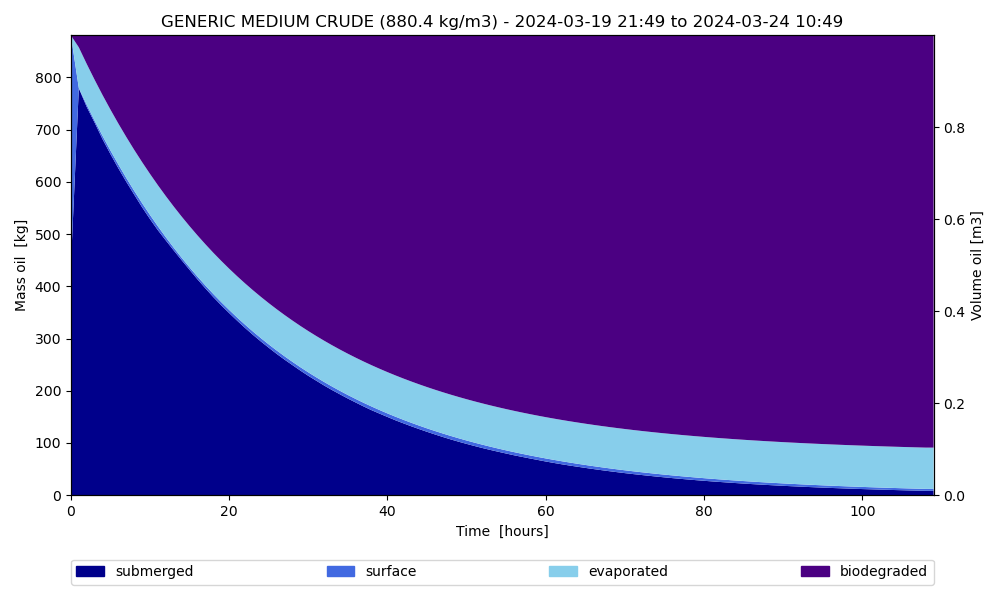 GENERIC MEDIUM CRUDE (880.4 kg/m3) - 2024-03-19 21:49 to 2024-03-24 10:49
800
700
600
500
400
300
200
100
0
Mass oil [kg]
0.8
0.6
0.4
0.2
0.0
Volume oil [m3]
0 20 40 60 80 100
Time [hours]
submerged surface evaporated biodegraded